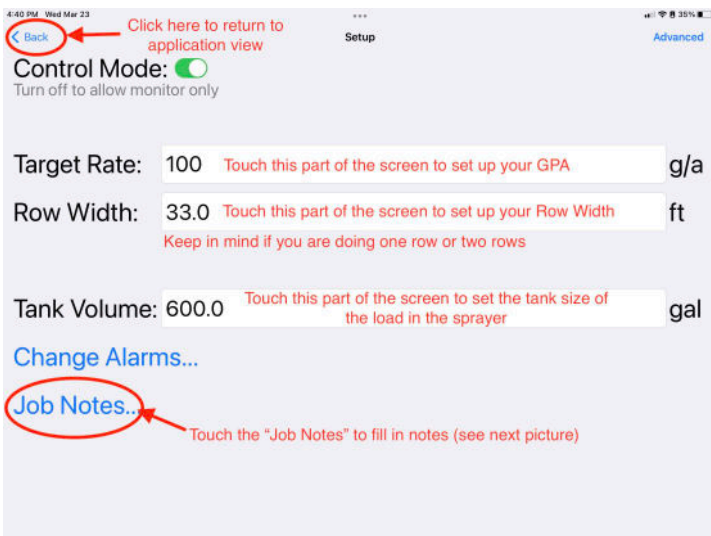 4:40 PM Wed Mar 23
...
35%
Click here to return to
application view
Back
Setup
Advanced
Control Mode:
Turn off to allow monitor only
Target Rate: 100 Touch this part of the screen to set up your GPA g/a
Row Width: 33.0 Touch this part of the screen to set up your Row Width ft
Keep in mind if you are doing one row or two rows
Tank Volume: 600.0 Touch this part of the screen to set the tank size of
the load in the sprayer
gal
Change Alarms...
Job Notes...
Touch the “Job Notes” to fill in notes (see next picture)